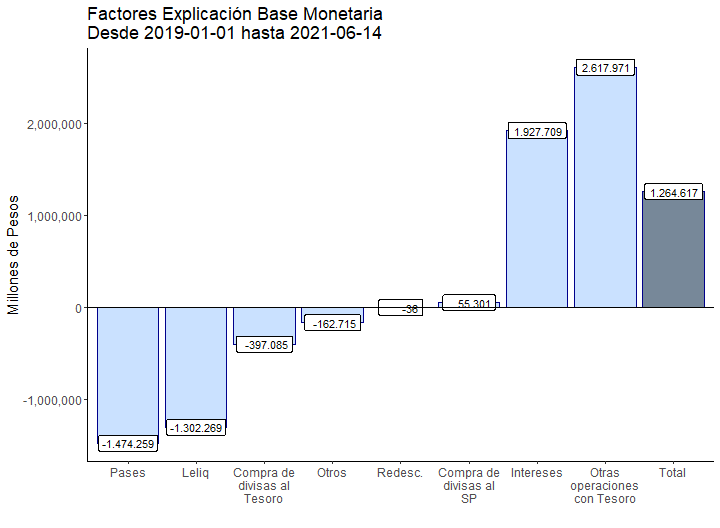 Factores Explicación Base Monetaria
Desde 2019-01-01 hasta 2021-06-14
Millones de Pesos
2,000,000
1,000,000
0
-1,000,000
-1.474.259
-1.302.269
-397.085
-162.715
-36
55.301
1.927.709
2.617.971
1.264.617
Pases
Leliq
Compra de
divisas al
Tesoro
Otros
Redesc.
Compra de
divisas al
SP
Intereses
Otras
operaciones
con Tesoro
Total